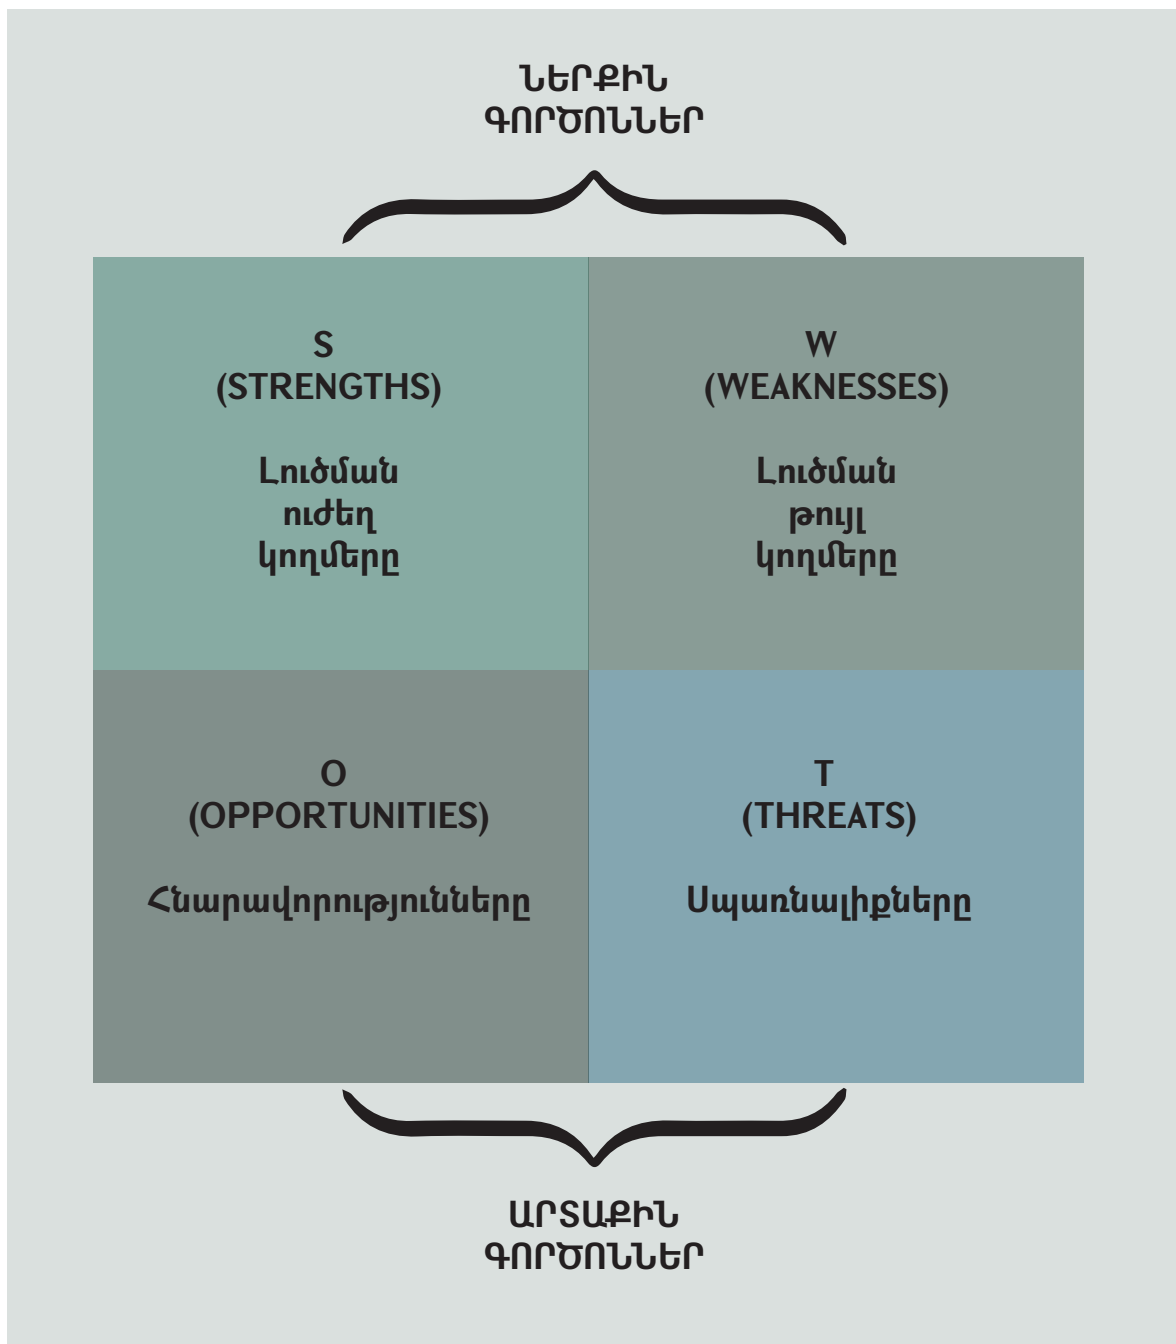 ՆԵՐՔԻՆ
ԳՈՐԾՈՆՆԵՐ
S
(STRENGTHS)
Լուծման
ուժեղ
կողմերը
W
(WEAKNESSES)
Լուծման
թույլ
կողմերը
O
(OPPORTUNITIES)
Հնարավորությունները
T
(THREATS)
Սպառնալիքները
ԱՐՏԱՔԻՆ
ԳՈՐԾՈՆՆԵՐ